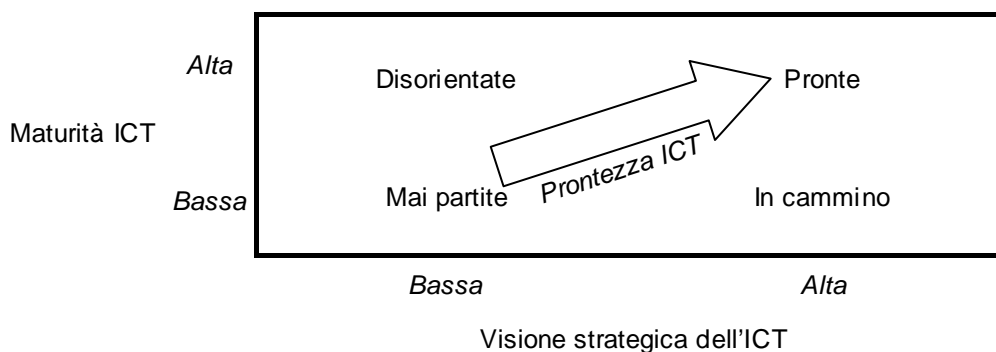 Alta
Disorientate
Pronte
Maturità ICT
Prontezza ICT
Bassa
Mai partite
In cammino
Bassa
Alta
Visione strategica dell’ICT